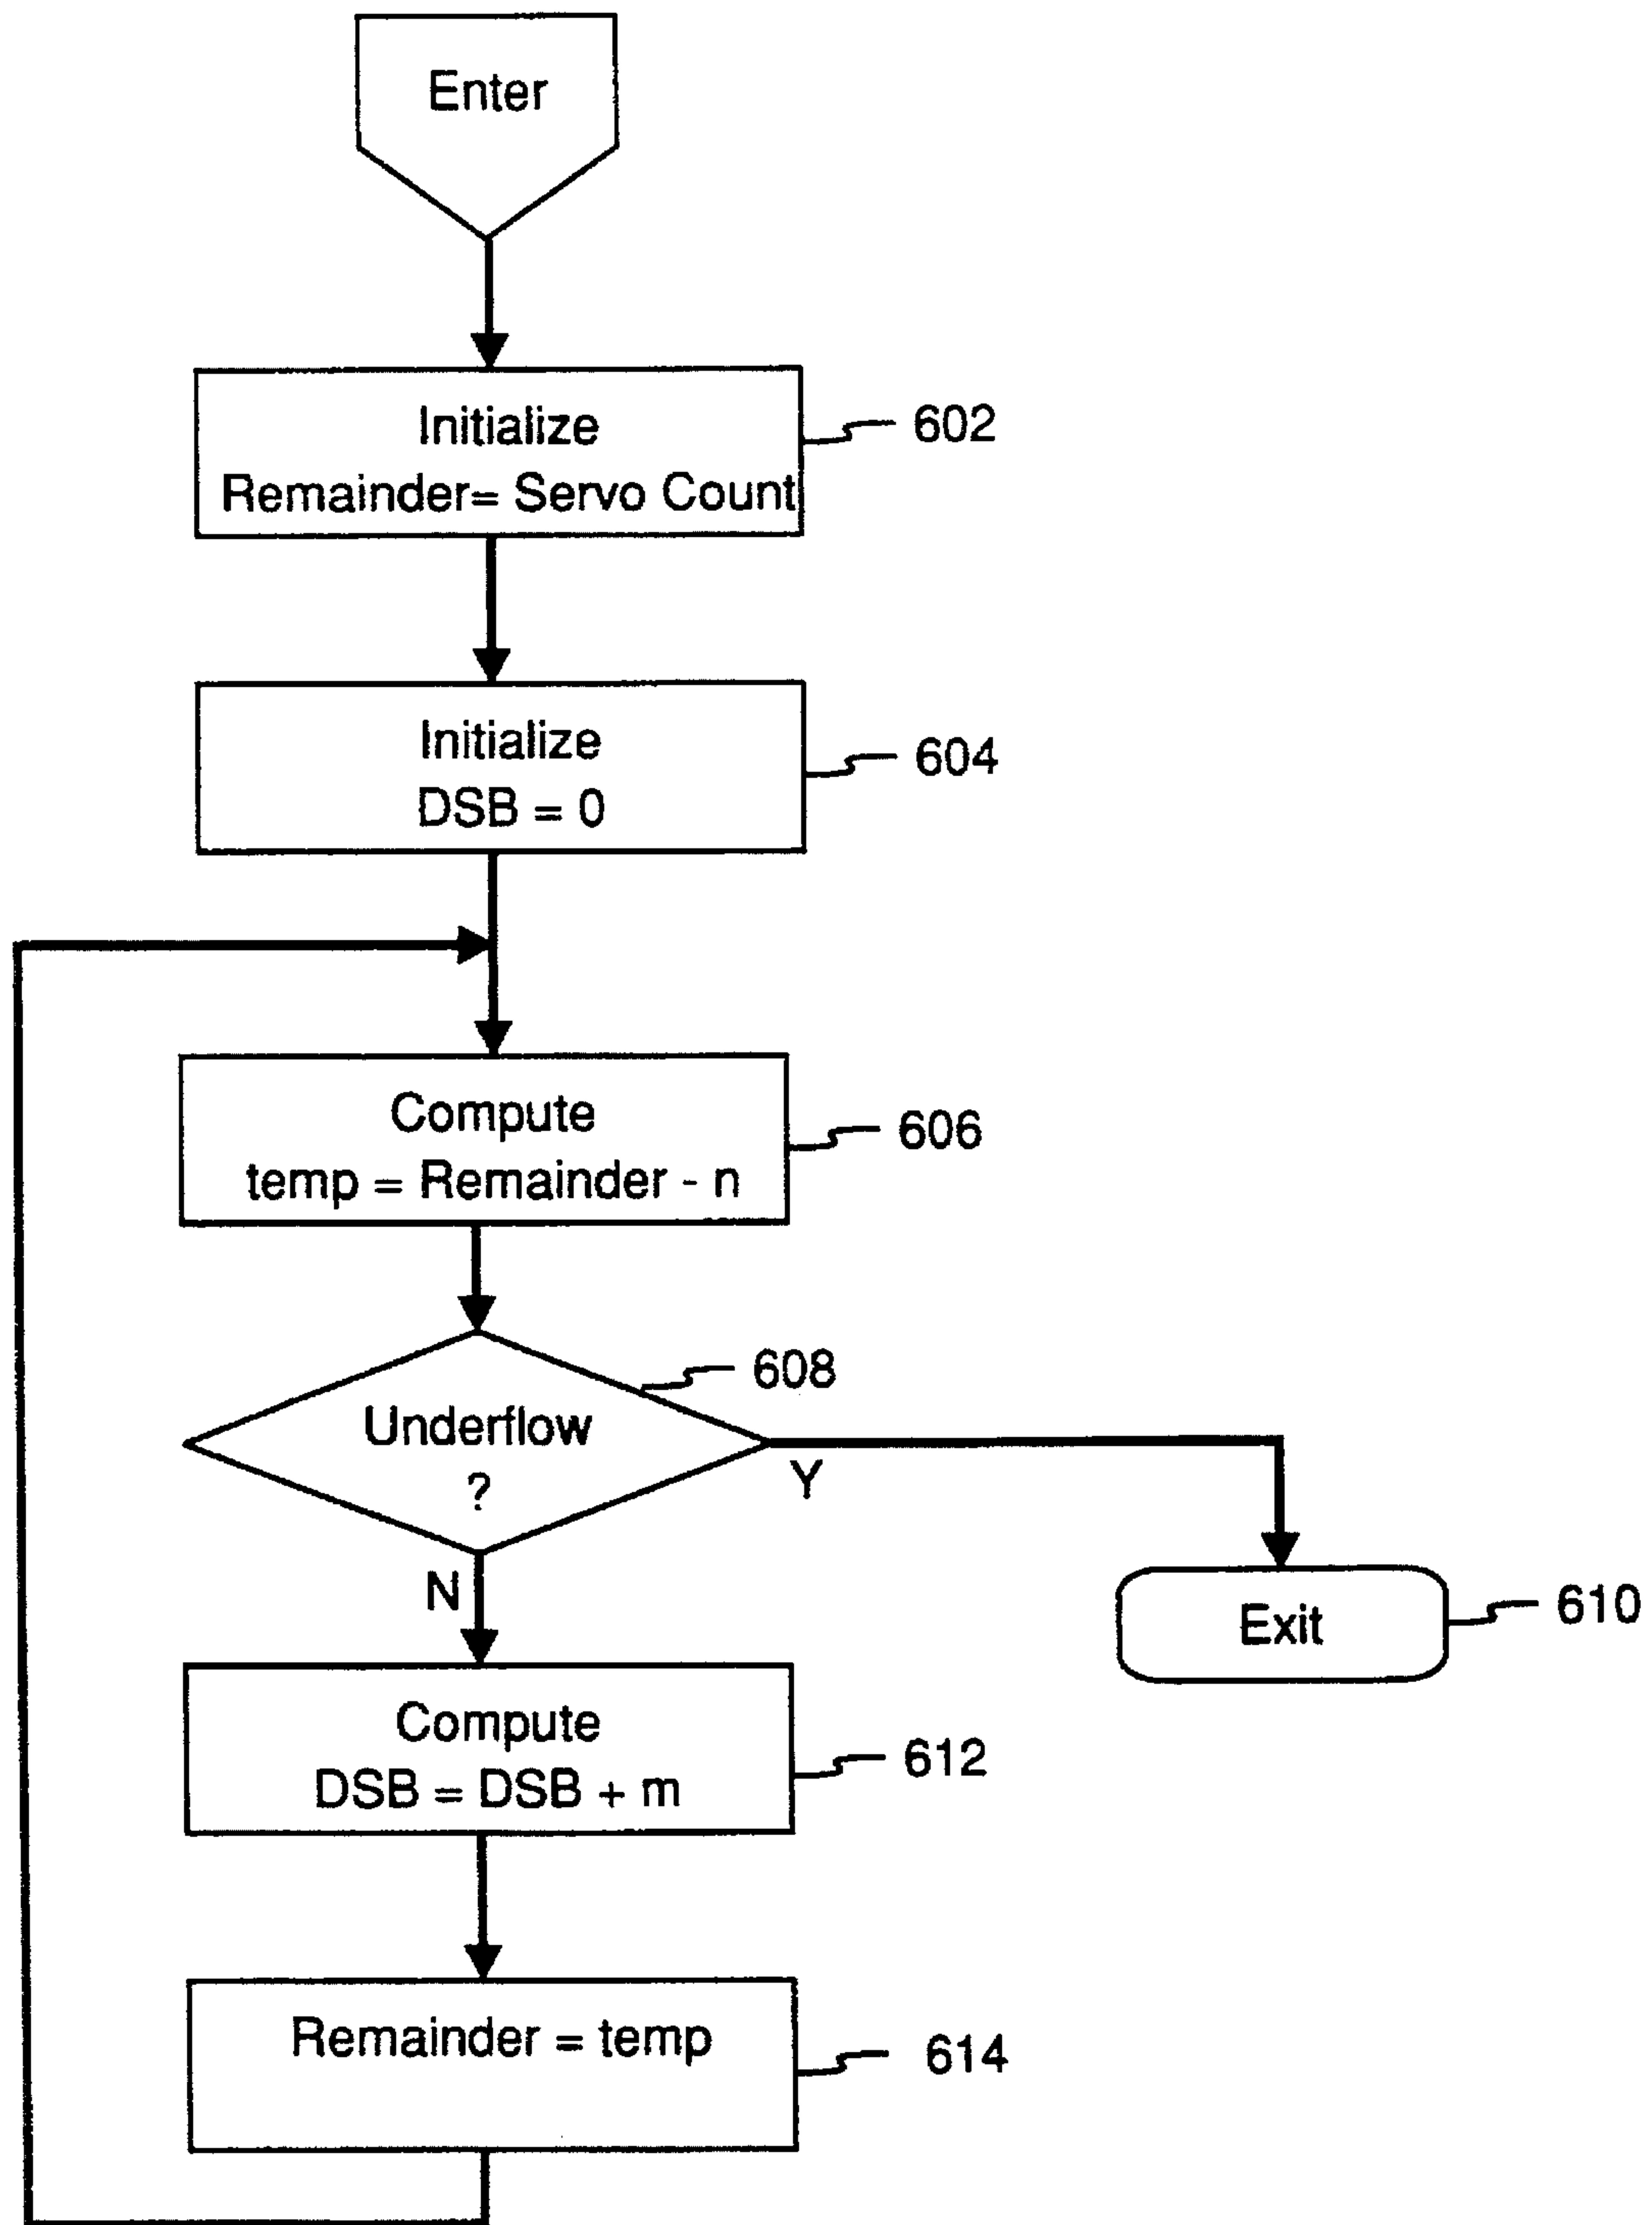 Enter
Initialize
Remainder= Servo Count
602
Initialize
DSB = 0
604
Compute
temp = Remainder - n
606
Underflow
?
608
Y
N
Exit
610
Compute
DSB = DSB + m
612
Remainder = temp
614